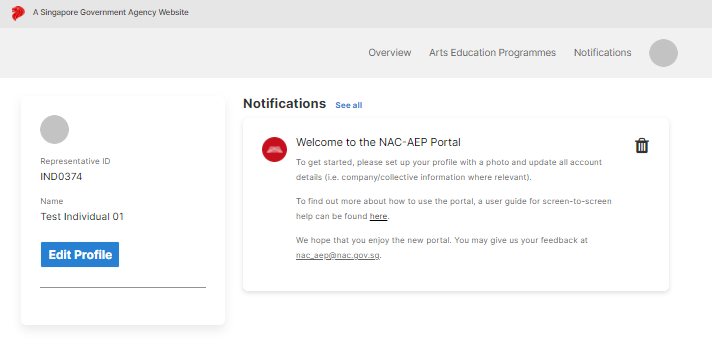 A Singapore Government Agency Website
Overview Arts Education Programmes Notifications
Representative ID
IND0374
Name
Test Individual 01
Edit Profile
Notifications See all
Welcome to the NAC-AEP Portal
To get started, please set up your profile with a photo and update all account
details (i.e. company/collective information where relevant).
To find out more about how to use the portal, a user guide for screen-to-screen
help can be found here.
We hope that you enjoy the new portal. You may give us your feedback at
nac_aep@nac.gov.sg.